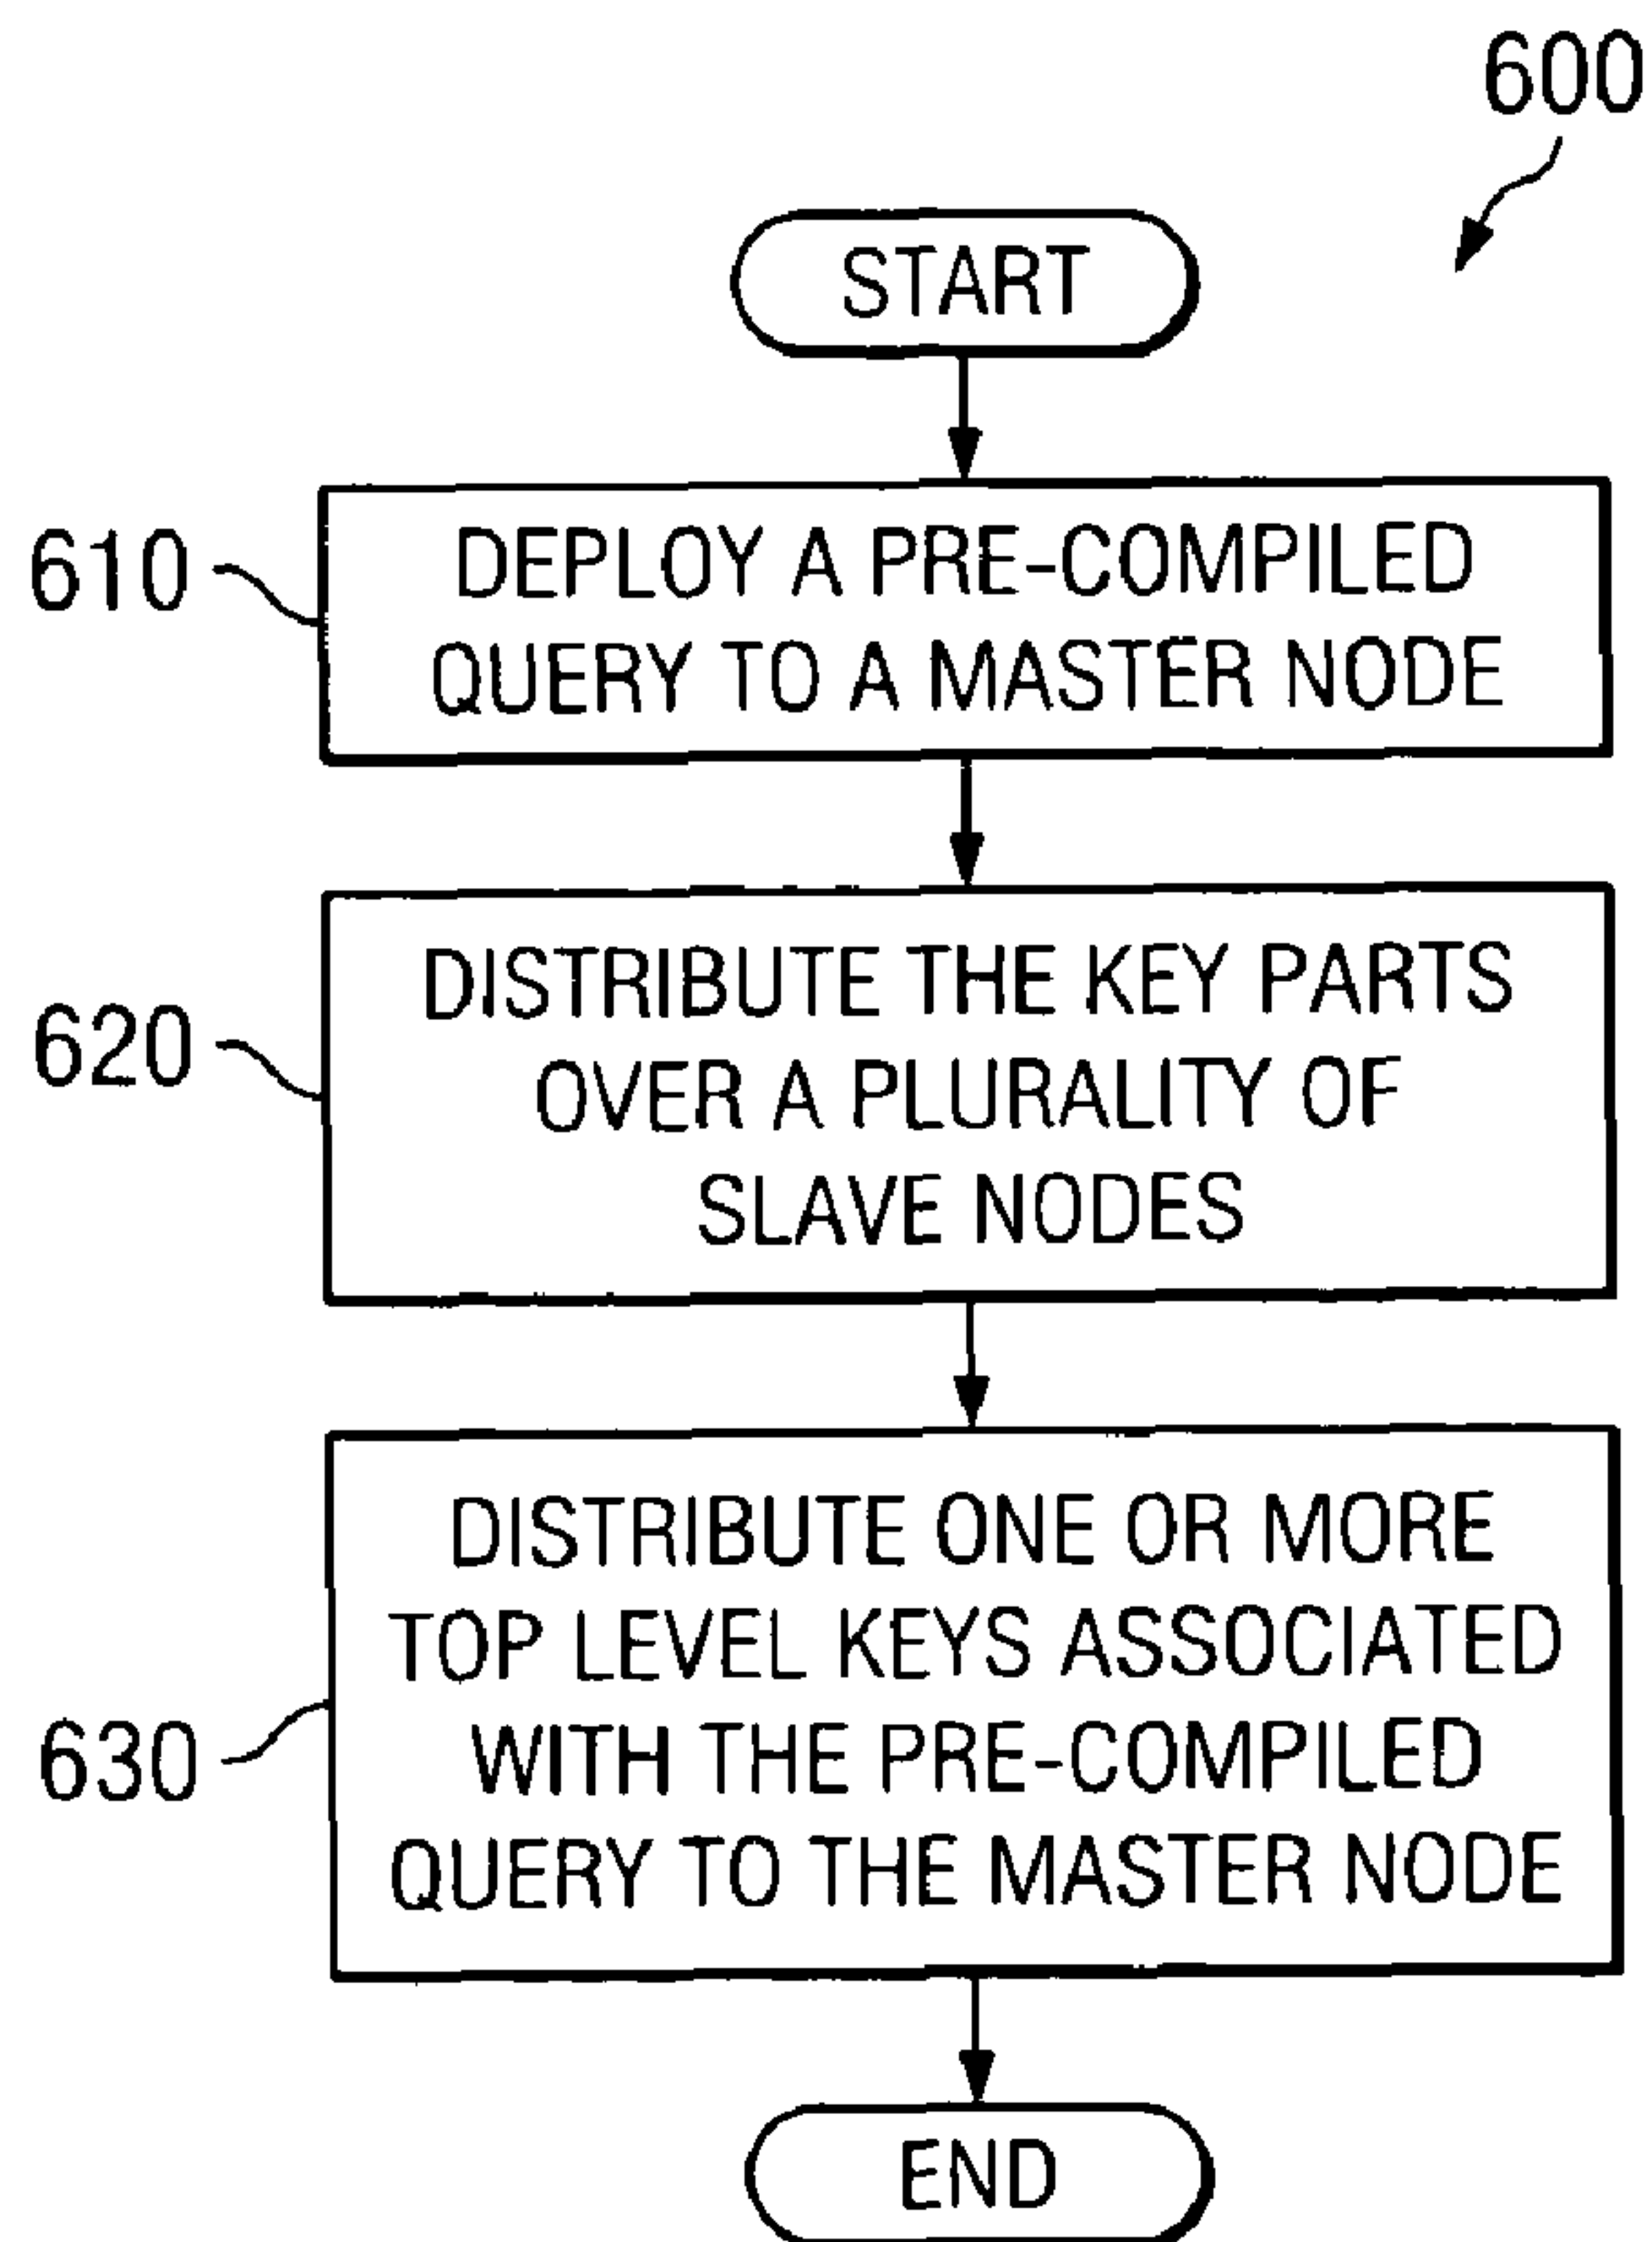 600
START
610
DEPLOY A PRE-COMPILED
QUERY TO A MASTER NODE
620
DISTRIBUTE THE KEY PARTS
OVER A PLURALITY OF
SLAVE NODES
630
DISTRIBUTE ONE OR MORE
TOP LEVEL KEYS ASSOCIATED
WITH THE PRE-COMPILED
QUERY TO THE MASTER NODE
END